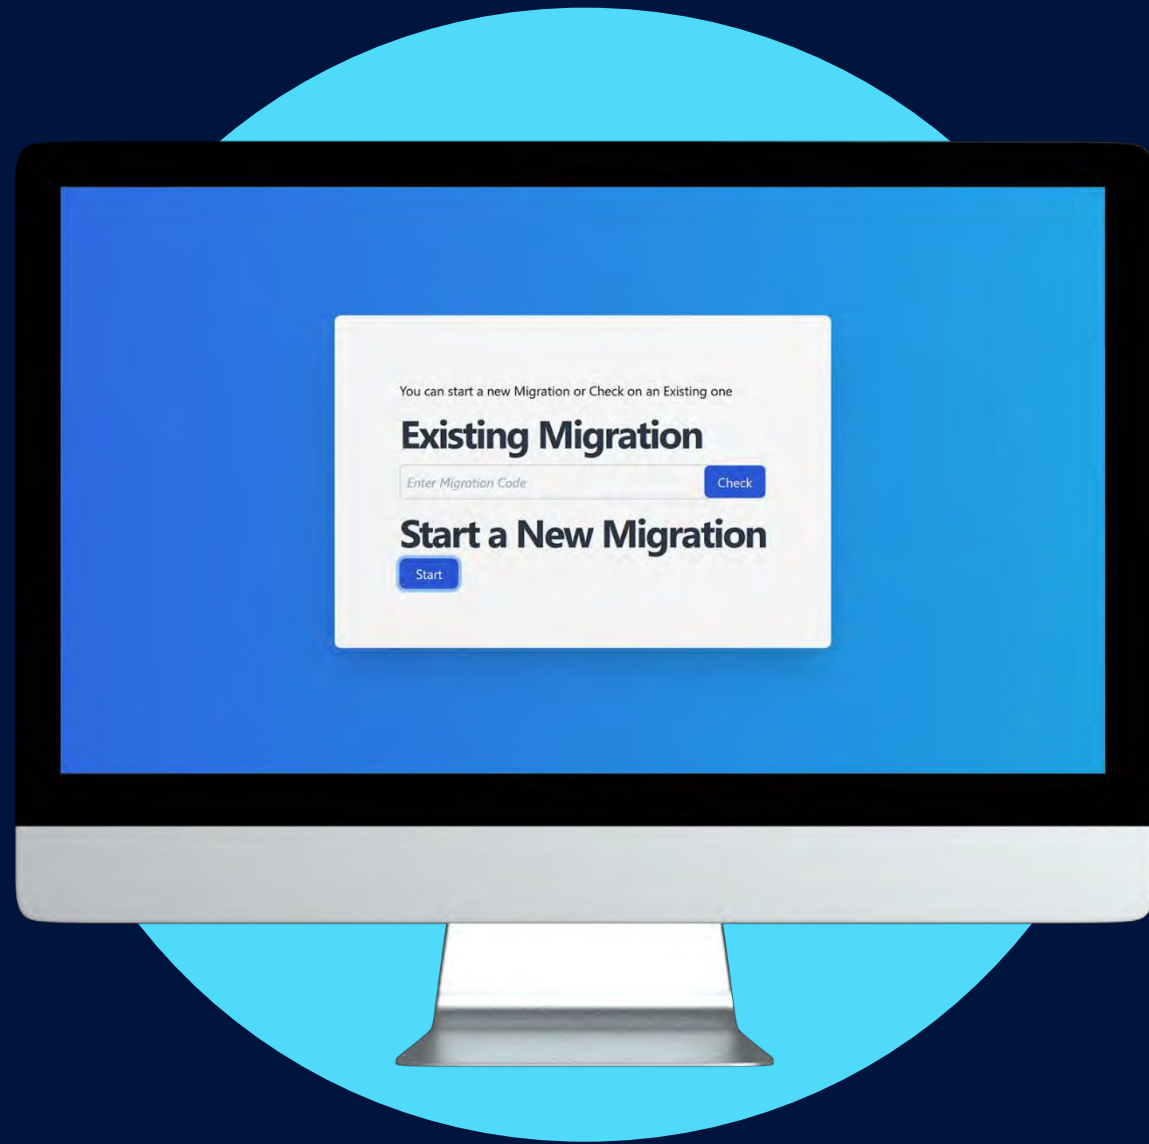 You can start a new Migration or Check on an Existing one
Existing Migration
Enter Migration Code
Check
Start a New Migration
Start